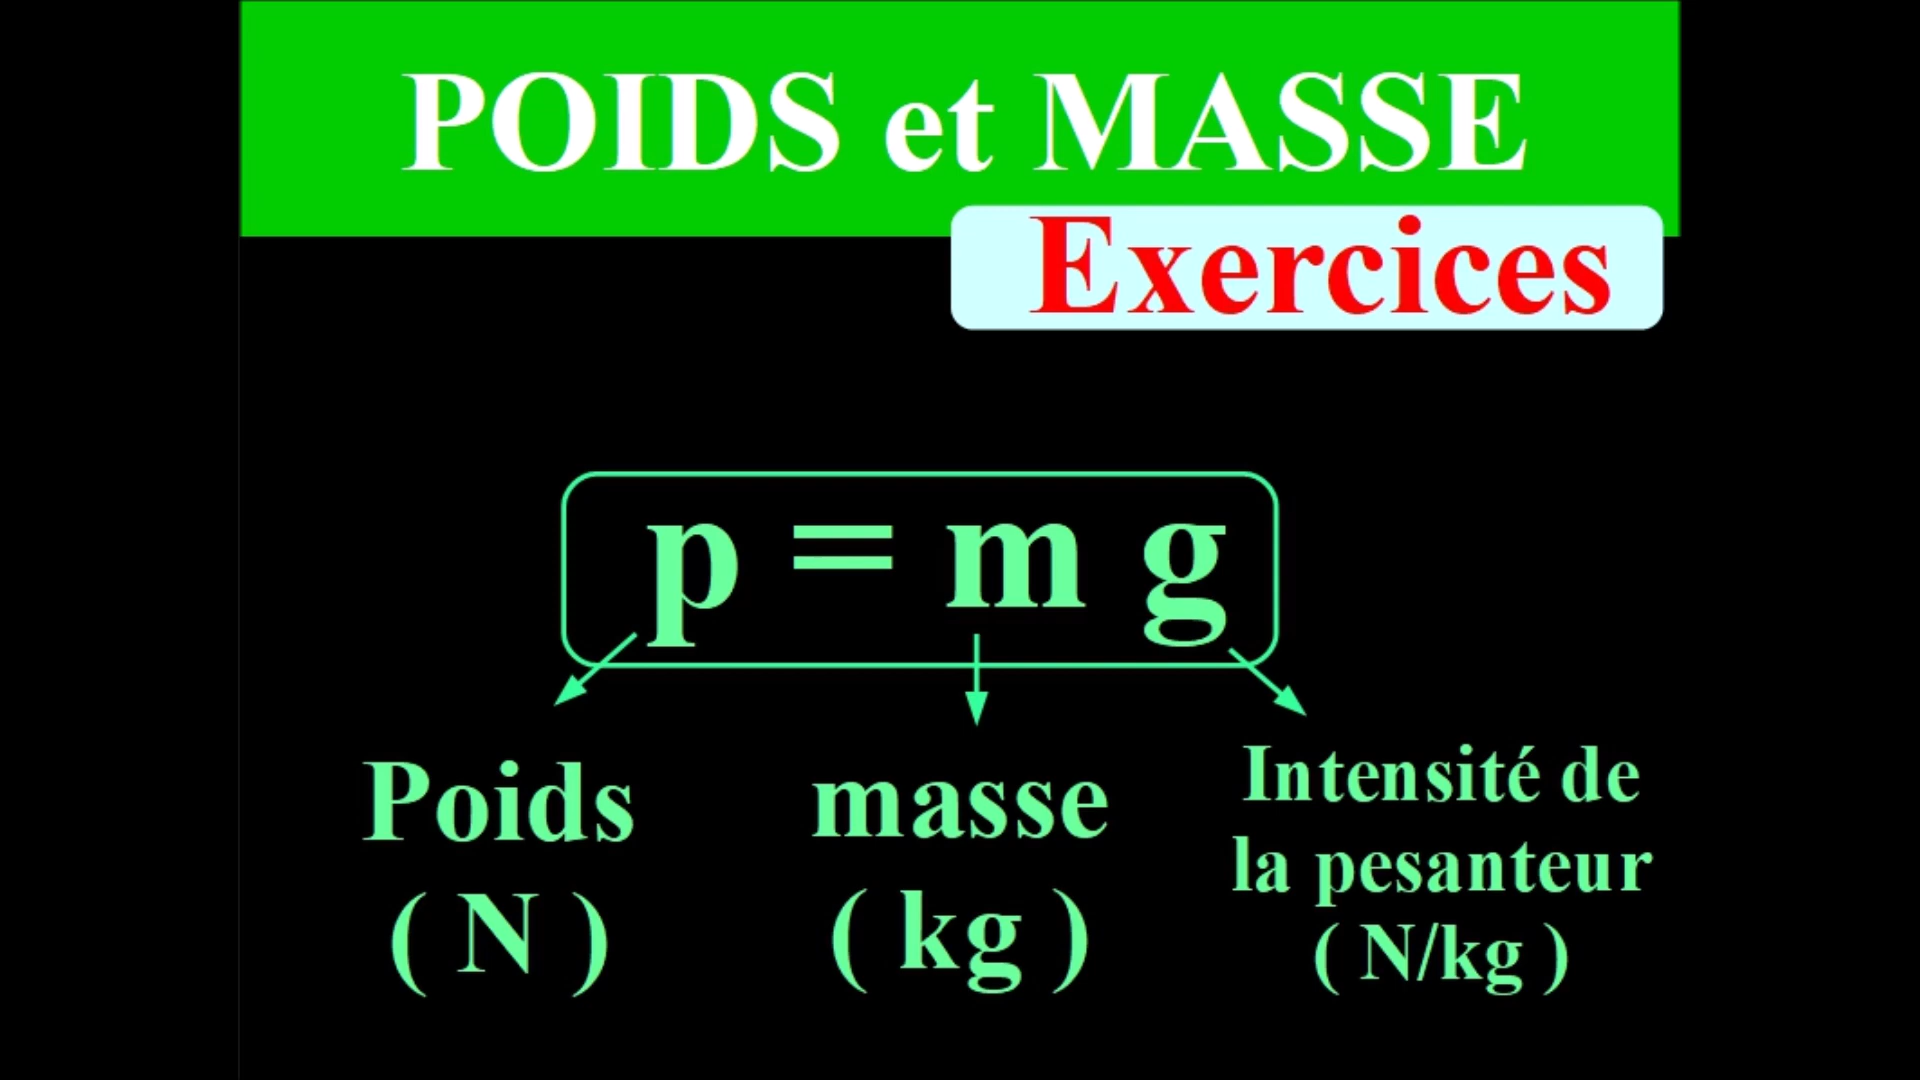 POIDS et MASSE
Exercices
p = m g
Poids
( N )
masse
( kg )
Intensité de
la pesanteur
( N/kg )